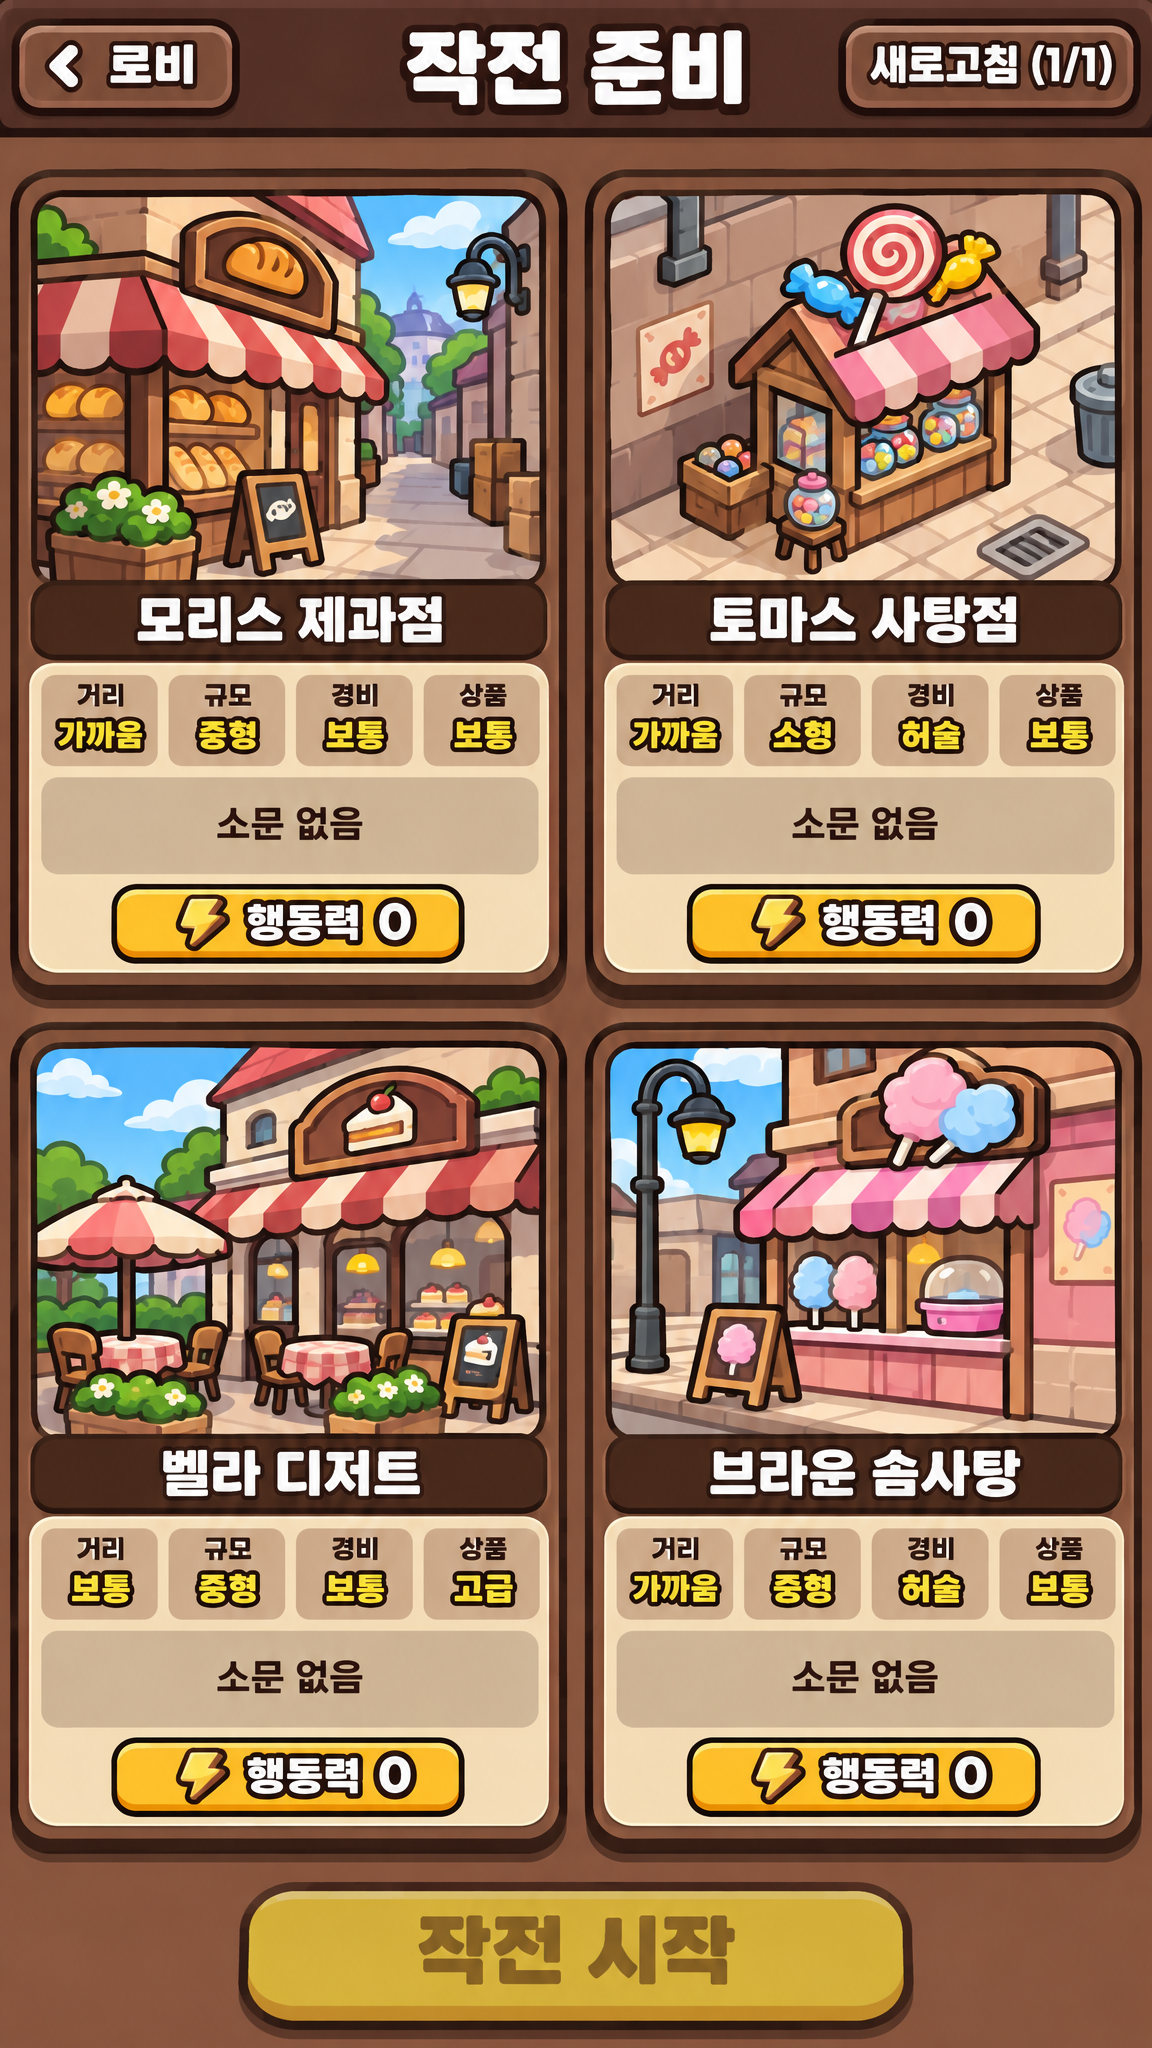 로비
작전 준비
새로고침 (1/1)
모리스 제과점
거리 규모 경비 상품
가까움 중형 보통 보통
소문 없음
행동력 0
토마스 사탕점
거리 규모 경비 상품
가까움 소형 허술 보통
소문 없음
행동력 0
벨라 디저트
거리 규모 경비 상품
보통 중형 보통 고급
소문 없음
행동력 0
브라운 솜사탕
거리 규모 경비 상품
가까움 중형 허술 보통
소문 없음
행동력 0
작전 시작